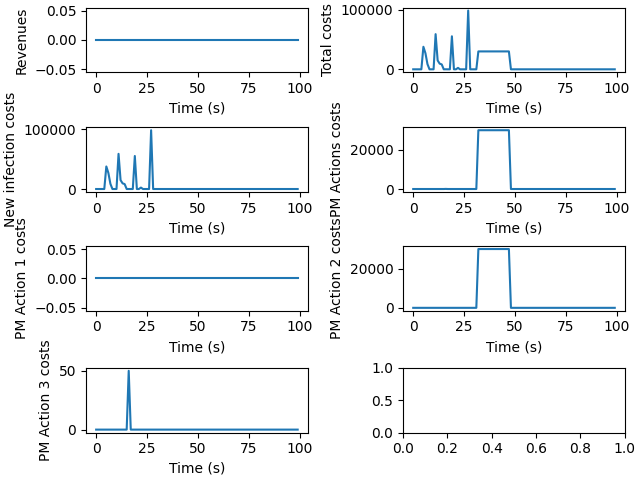 Revenues
0.05
0.00
−0.05
0 25 50 75 100
Time (s)
Total costs
100000
0
0 25 50 75 100
Time (s)
New infection costs
100000
0
0 25 50 75 100
Time (s)
PM Actions costs
20000
0
0 25 50 75 100
Time (s)
PM Action 1 costs
0.05
0.00
−0.05
0 25 50 75 100
Time (s)
PM Action 2 costs
20000
0
0 25 50 75 100
Time (s)
PM Action 3 costs
50
0
0 25 50 75 100
Time (s)
1.0
0.5
0.0
0.0 0.2 0.4 0.6 0.8 1.0